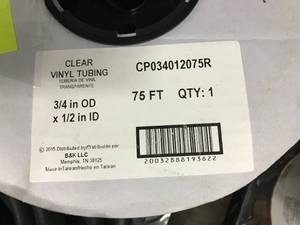 CLEAR
VINYL TUBING
TUBERIA DE VINIL
TRANSPARENTE
CP034012075R
3/4 in OD
x 1/2 in ID
75 FT QTY: 1
© 2015 Distributed by/Distribuido por
B&K LLC
Memphis, TN 38125
Made in Taiwan/Hecho en Taiwan
20032888193622